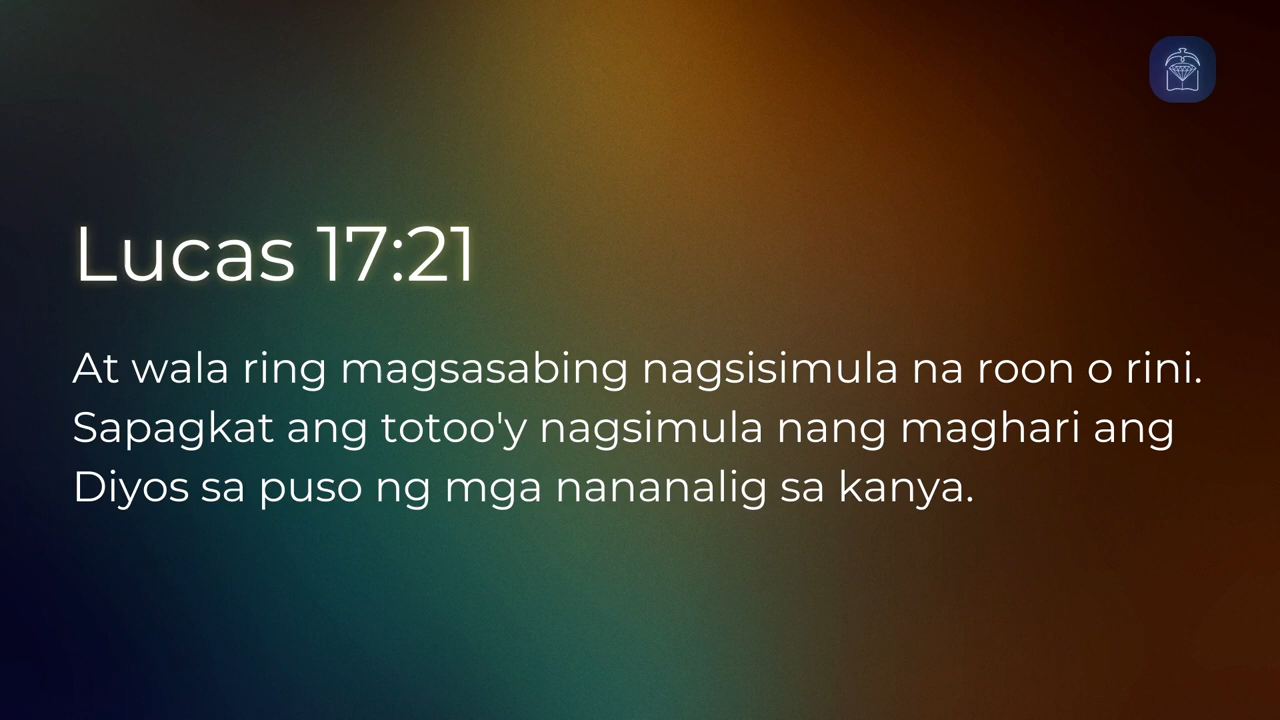 Lucas 17:21
At wala ring magsasabing nagsisimula na roon o rini.
Sapagkat ang totoo'y nagsimula nang maghari ang
Diyos sa puso ng mga nananalig sa kanya.